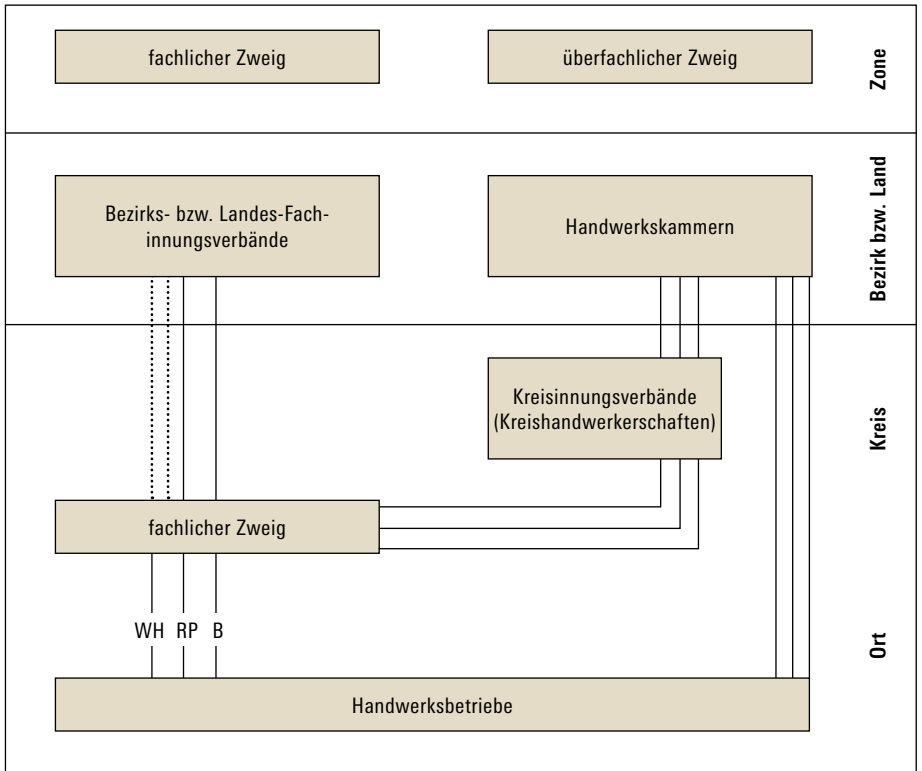 fachlicher Zweig
überfachlicher Zweig
Zone
Bezirks- bzw. Landes-Fach-
innungsverbände
Handwerkskammern
Bezirk bzw. Land
Kreisinnungsverbände
(Kreishandwerkerschaften)
Kreis
fachlicher Zweig
WH RP B
Ort
Handwerksbetriebe